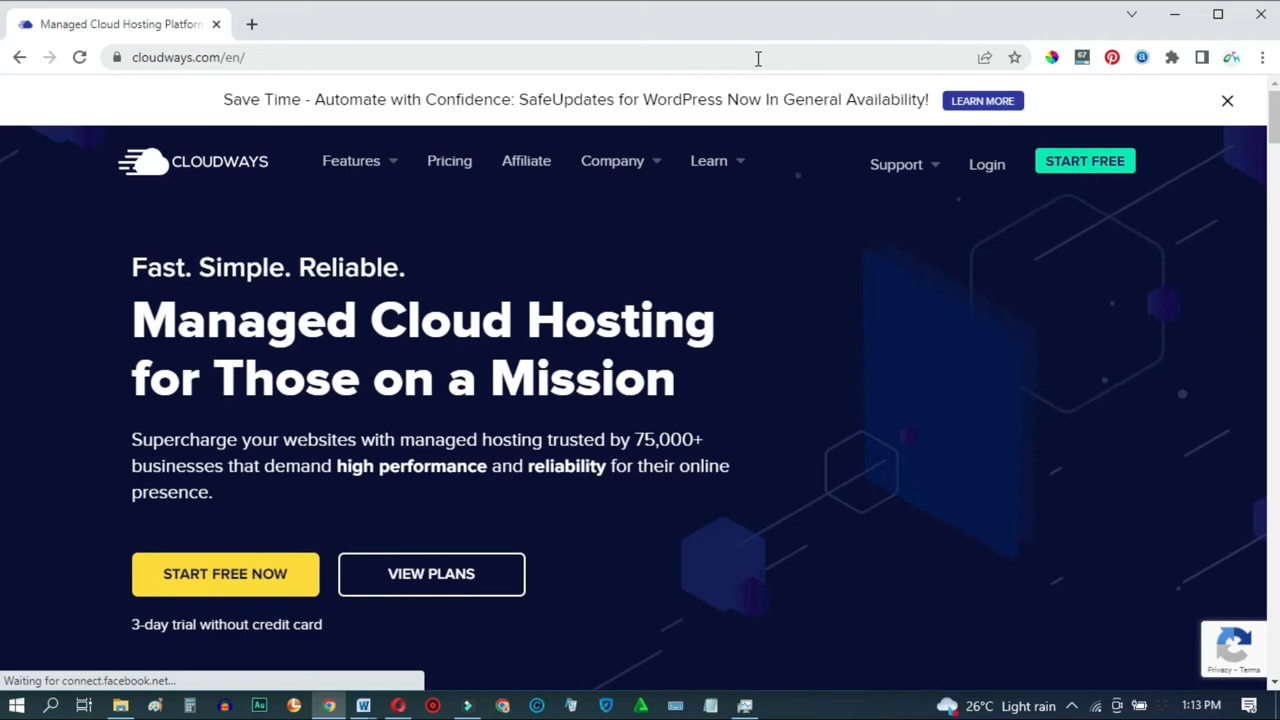 Managed Cloud Hosting Platform
cloudways.com/en/
67
Save Time - Automate with Confidence: SafeUpdates for WordPress Now In General Availability!
LEARN MORE
CLOUDWAYS
Features
Pricing
Affiliate
Company
Learn
Support
Login
START FREE
Fast. Simple. Reliable.
Managed Cloud Hosting
for Those on a Mission
Supercharge your websites with managed hosting trusted by 75,000+
businesses that demand high performance and reliability for their online
presence.
START FREE NOW
VIEW PLANS
3-day trial without credit card
Privacy - Terms
Waiting for connect.facebook.net...
Au
W
26°C Light rain
1:13 PM